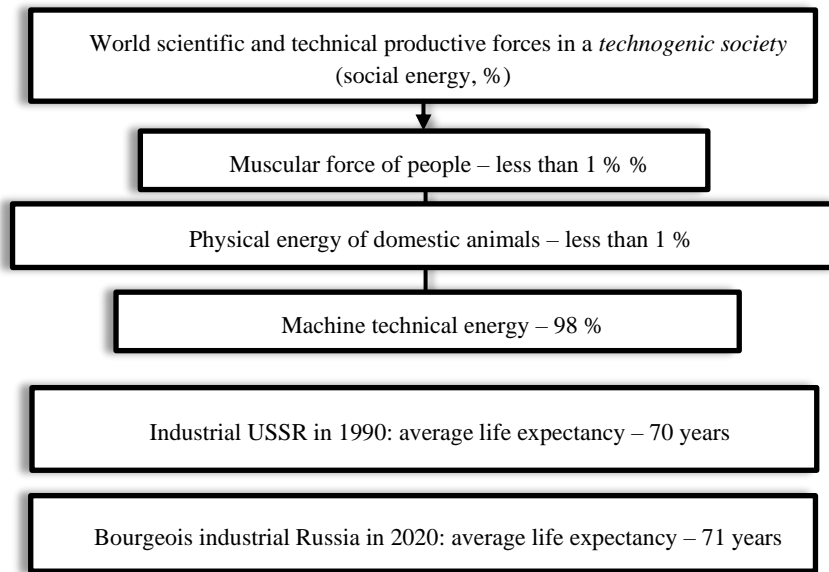 World scientific and technical productive forces in a technogenic society
(social energy, %)
Muscular force of people – less than 1 % %
Physical energy of domestic animals – less than 1 %
Machine technical energy – 98 %
Industrial USSR in 1990: average life expectancy – 70 years
Bourgeois industrial Russia in 2020: average life expectancy – 71 years